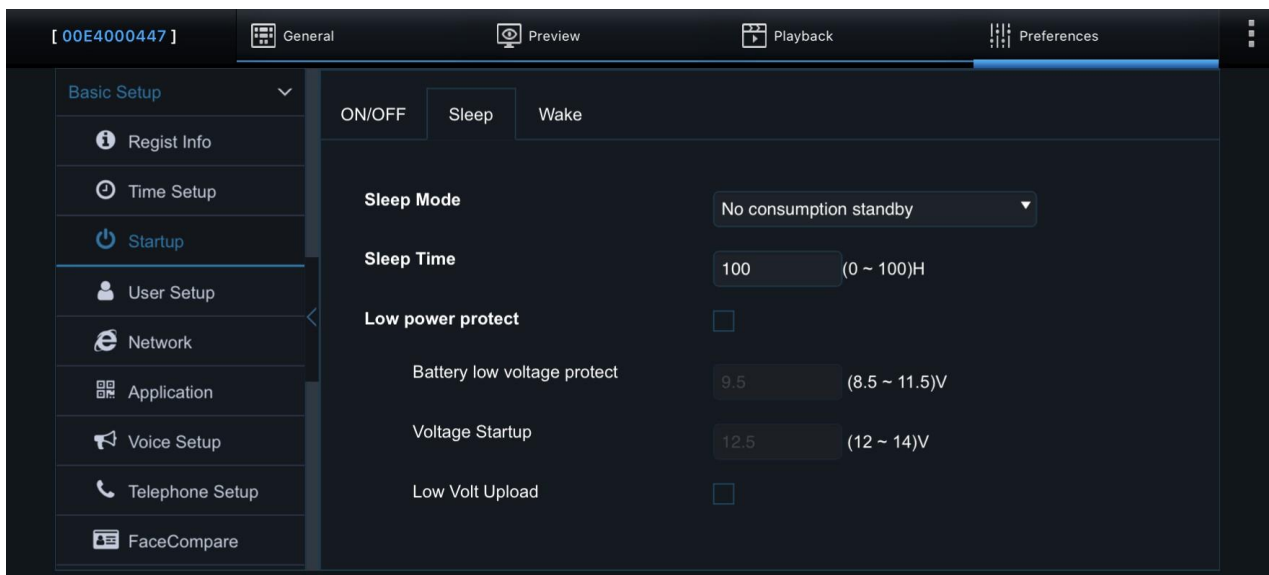 [ 00E4000447 ] General Preview Playback Preferences
Basic Setup
Regist Info
Time Setup
Startup
User Setup
Network
Application
Voice Setup
Telephone Setup
FaceCompare
ON/OFF Sleep Wake
Sleep Mode No consumption standby
Sleep Time 100 (0 ~ 100)H
Low power protect
Battery low voltage protect 9.5 (8.5 ~ 11.5)V
Voltage Startup 12.5 (12 ~ 14)V
Low Volt Upload